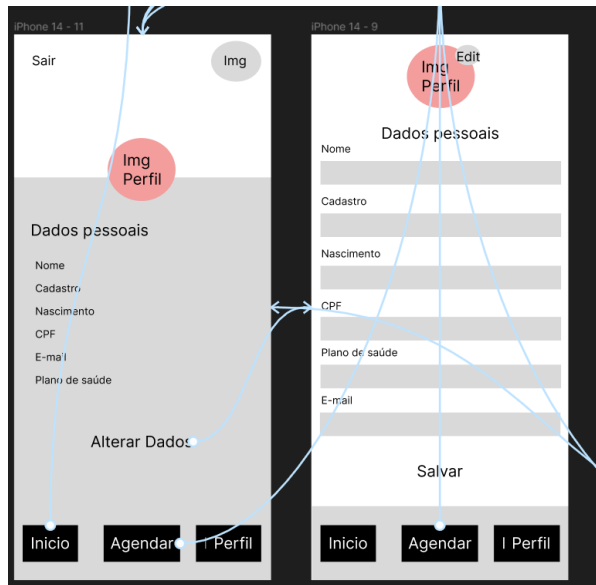 iPhone 14 - 11
Sair
Img
Img
Perfil
Dados pessoais
Nome
Cadastro
Nascimento
CPF
E-mail
Plano de saúde
Alterar Dados
Inicio
Agendar
l Perfil
iPhone 14 - 9
Edit
Img
Perfil
Dados pessoais
Nome
Cadastro
Nascimento
CPF
Plano de saúde
E-mail
Salvar
Inicio
Agendar
l Perfil